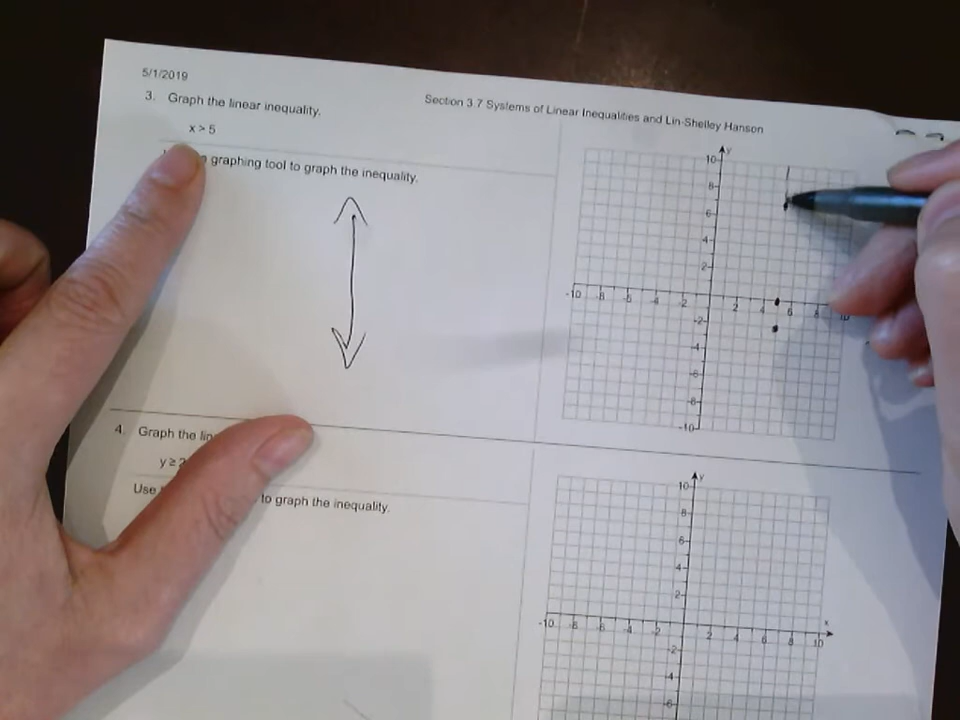 5/1/2019
Section 3.7 Systems of Linear Inequalities and Lin-Shelley Hanson
3. Graph the linear inequality.
x > 5
graphing tool to graph the inequality.
10 y
8
6
4
2
-10 -8 -6 -4 -2 2 4 6 8 10
-2
-4
-6
-8
-10
4. Graph the lin
y ≥
Use to graph the inequality.
10 y
8
6
4
2
-10 -8 -6 -4 -2 2 4 6 8 10 x
-2
-4
-6